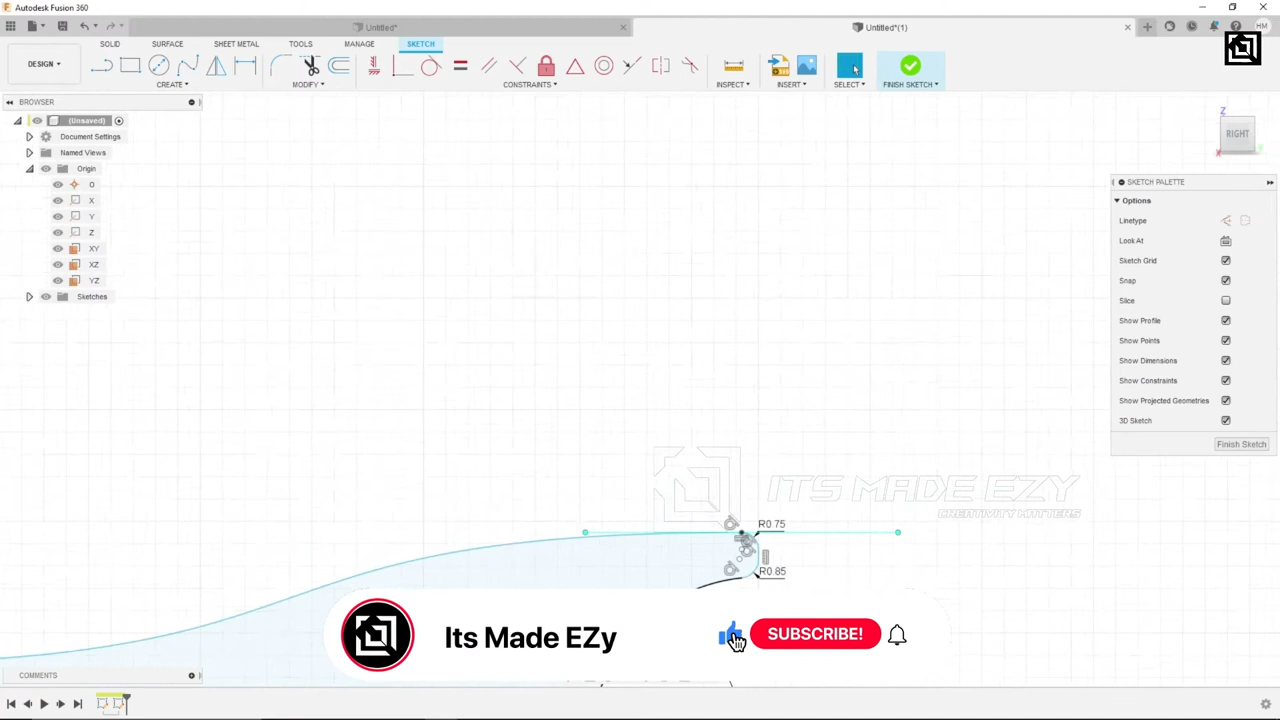 Autodesk Fusion 360
Untitled*
Untitled*(1)
HM
DESIGN
SOLID
SURFACE
SHEET METAL
TOOLS
MANAGE
SKETCH
CREATE
MODIFY
CONSTRAINTS
INSPECT
INSERT
SELECT
FINISH SKETCH
BROWSER
(Unsaved)
Document Settings
Named Views
Origin
O
X
Y
Z
XY
XZ
YZ
Sketches
Z
RIGHT
X
Y
SKETCH PALETTE
Options
Linetype
Look At
Sketch Grid
Snap
Slice
Show Profile
Show Points
Show Dimensions
Show Constraints
Show Projected Geometries
3D Sketch
Finish Sketch
ITS MADE EZY
CREATIVITY MATTERS
R0.75
R0.85
Its Made EZy
SUBSCRIBE!
COMMENTS